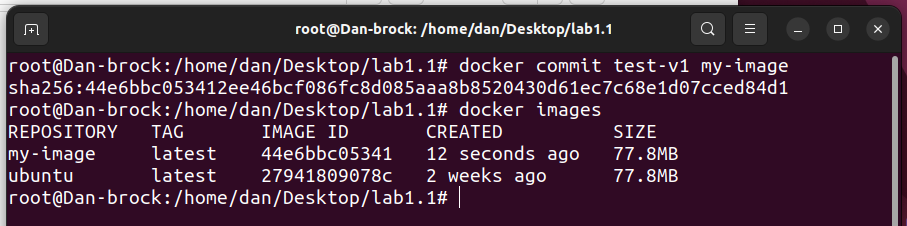 root@Dan-brock: /home/dan/Desktop/lab1.1
root@Dan-brock:/home/dan/Desktop/lab1.1# docker commit test-v1 my-image
sha256:44e6bbc053412ee46bcf086fc8d085aaa8b8520430d61ec7c68e1d07cced84d1
root@Dan-brock:/home/dan/Desktop/lab1.1# docker images
REPOSITORY   TAG       IMAGE ID       CREATED          SIZE
my-image     latest    44e6bbc05341   12 seconds ago   77.8MB
ubuntu       latest    27941809078c   2 weeks ago      77.8MB
root@Dan-brock:/home/dan/Desktop/lab1.1#